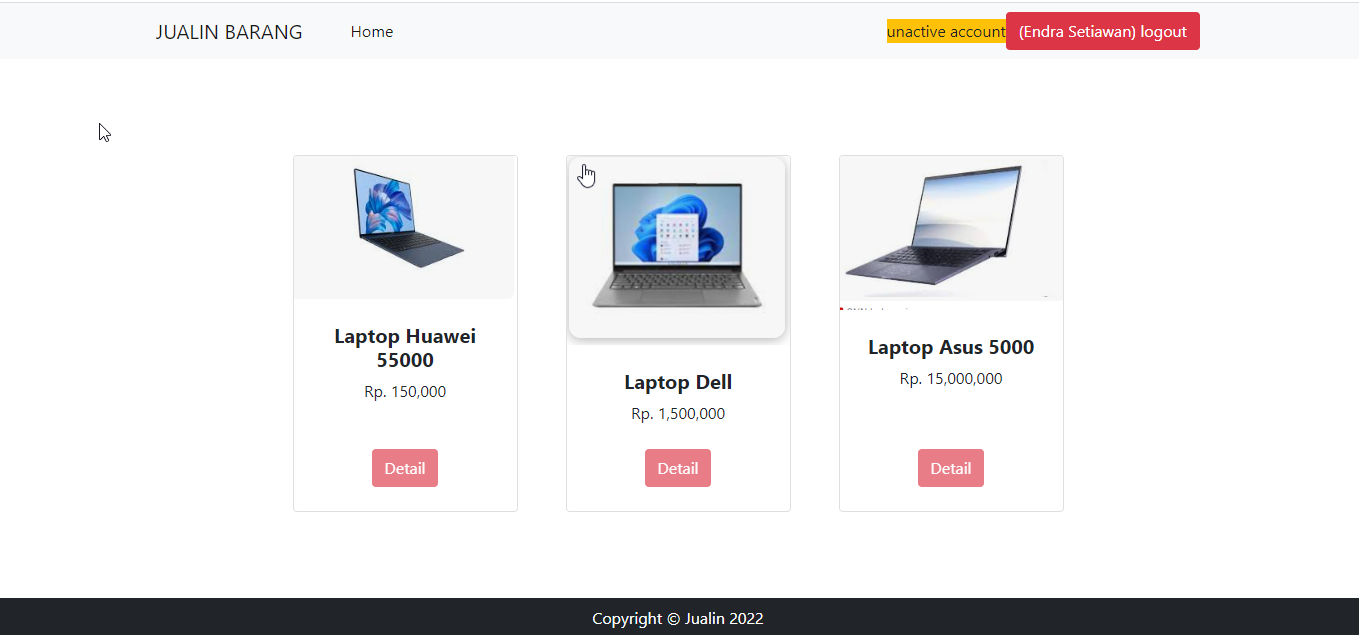 JUALIN BARANG
Home
unactive account
(Endra Setiawan) logout
Laptop Huawei
55000
Rp. 150,000
Detail
Laptop Dell
Rp. 1,500,000
Detail
Laptop Asus 5000
Rp. 15,000,000
Detail
Copyright © Jualin 2022